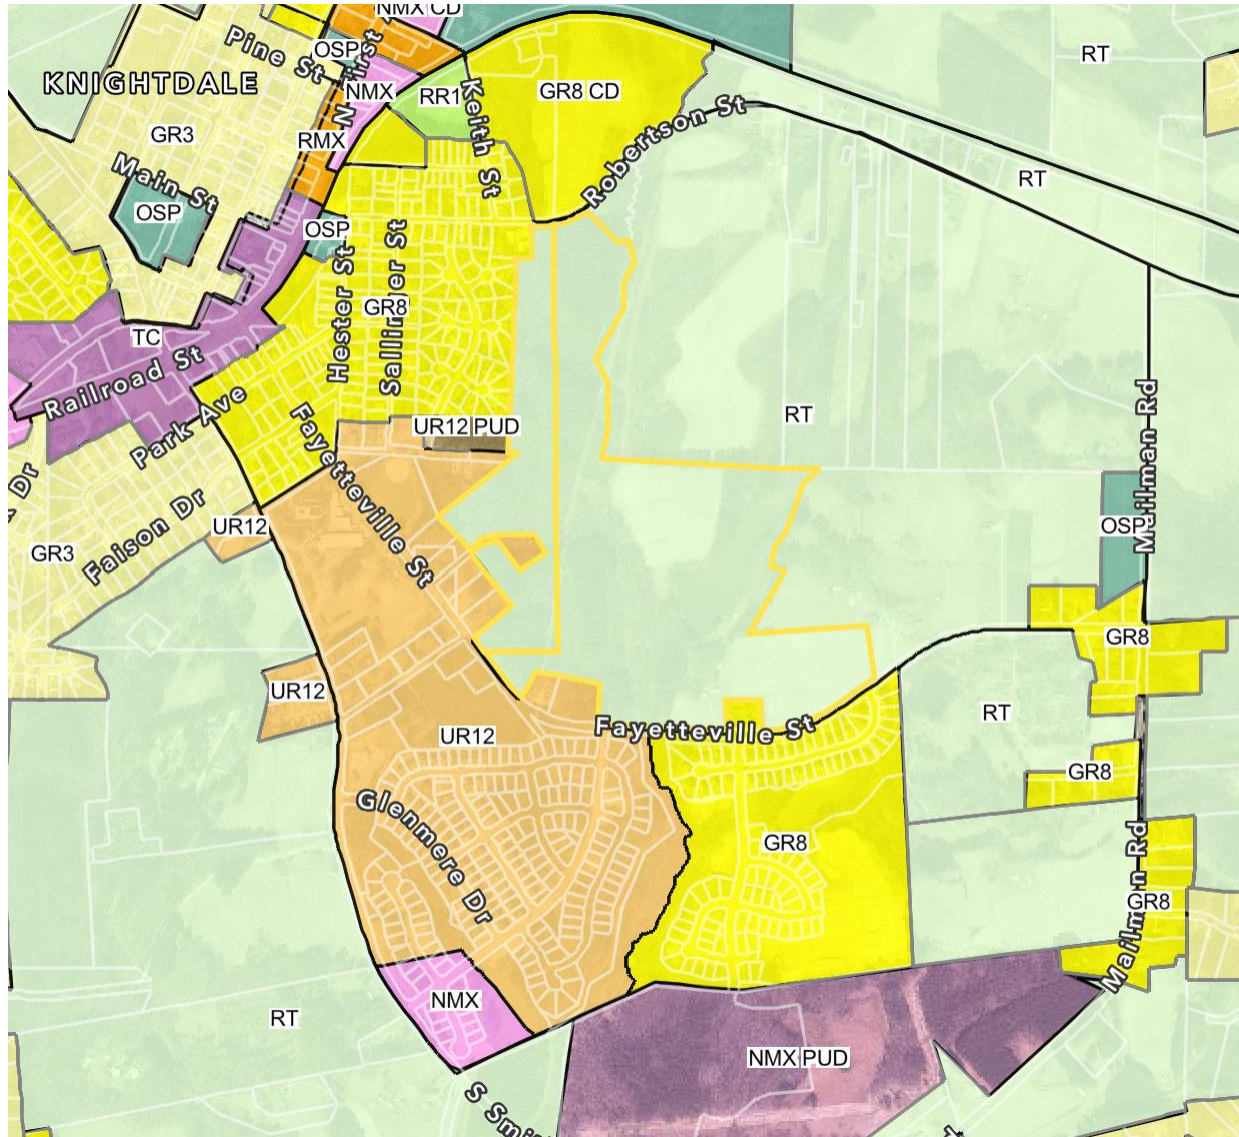 NMX CD
Pine St
OSP
N First
RT
KNIGHTDALE
NMX
RR1
Keith St
GR8 CD
Robertson St
GR3
RMX
Main St
RT
OSP
OSP
Hester St
Sallinger St
GR8
TC
Railroad St
Park Ave
Fayetteville St
UR12 PUD
RT
Mailman Rd
Dr
UR12
OSP
GR3
Faison Dr
GR8
UR12
UR12
Fayetteville St
RT
GR8
Glenmere Dr
GR8
Mailman Rd
GR8
NMX
RT
NMX PUD
S Smi